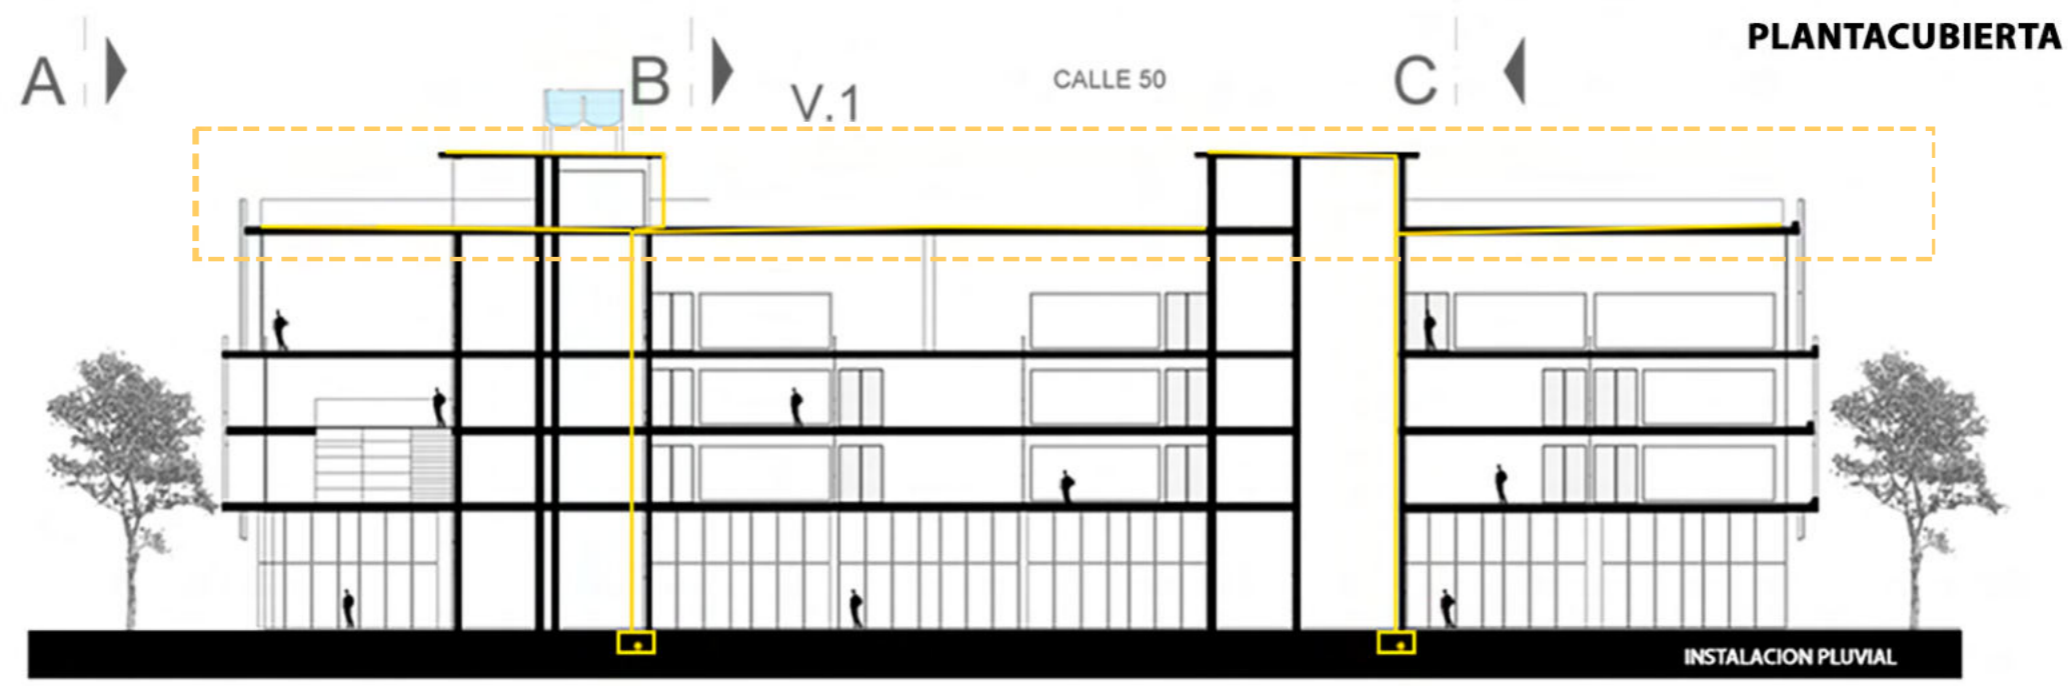 PLANTACUBIERTA
A
B
V.1
CALLE 50
C
INSTALACION PLUVIAL